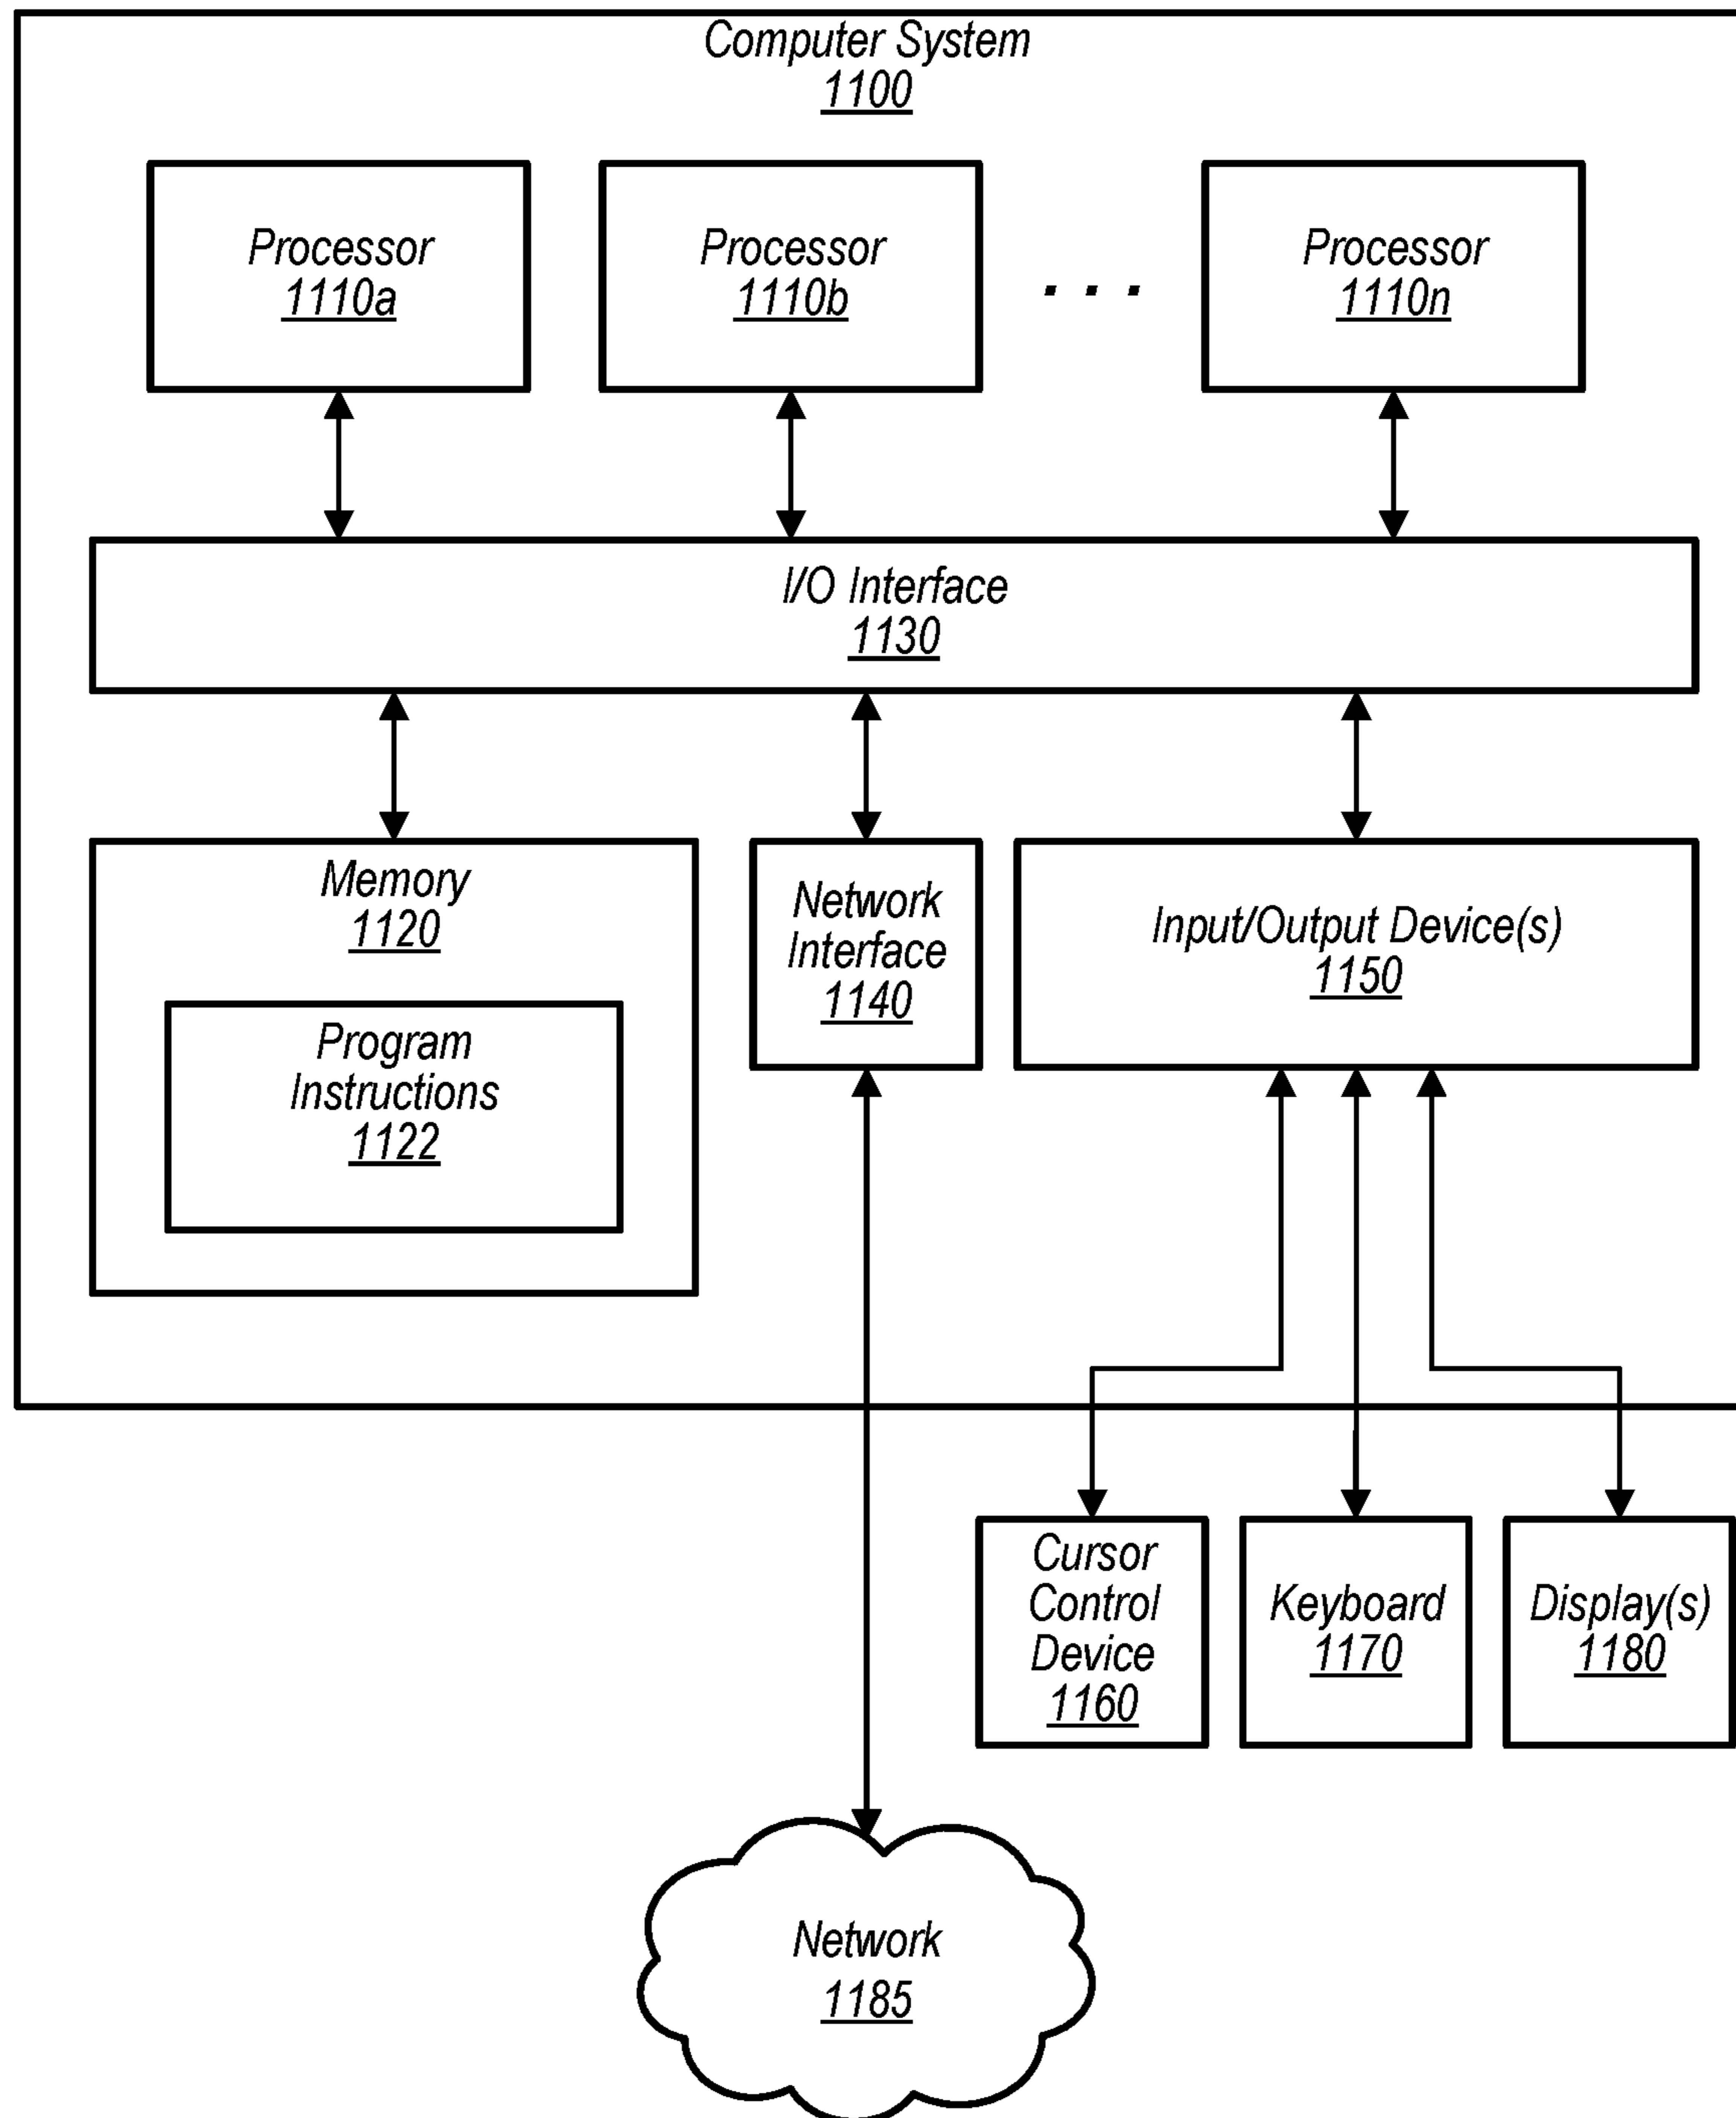 Computer System
1100
Processor
1110a
Processor
1110b
. . .
Processor
1110n
I/O Interface
1130
Memory
1120
Program
Instructions
1122
Network
Interface
1140
Input/Output Device(s)
1150
Cursor
Control
Device
1160
Keyboard
1170
Display(s)
1180
Network
1185